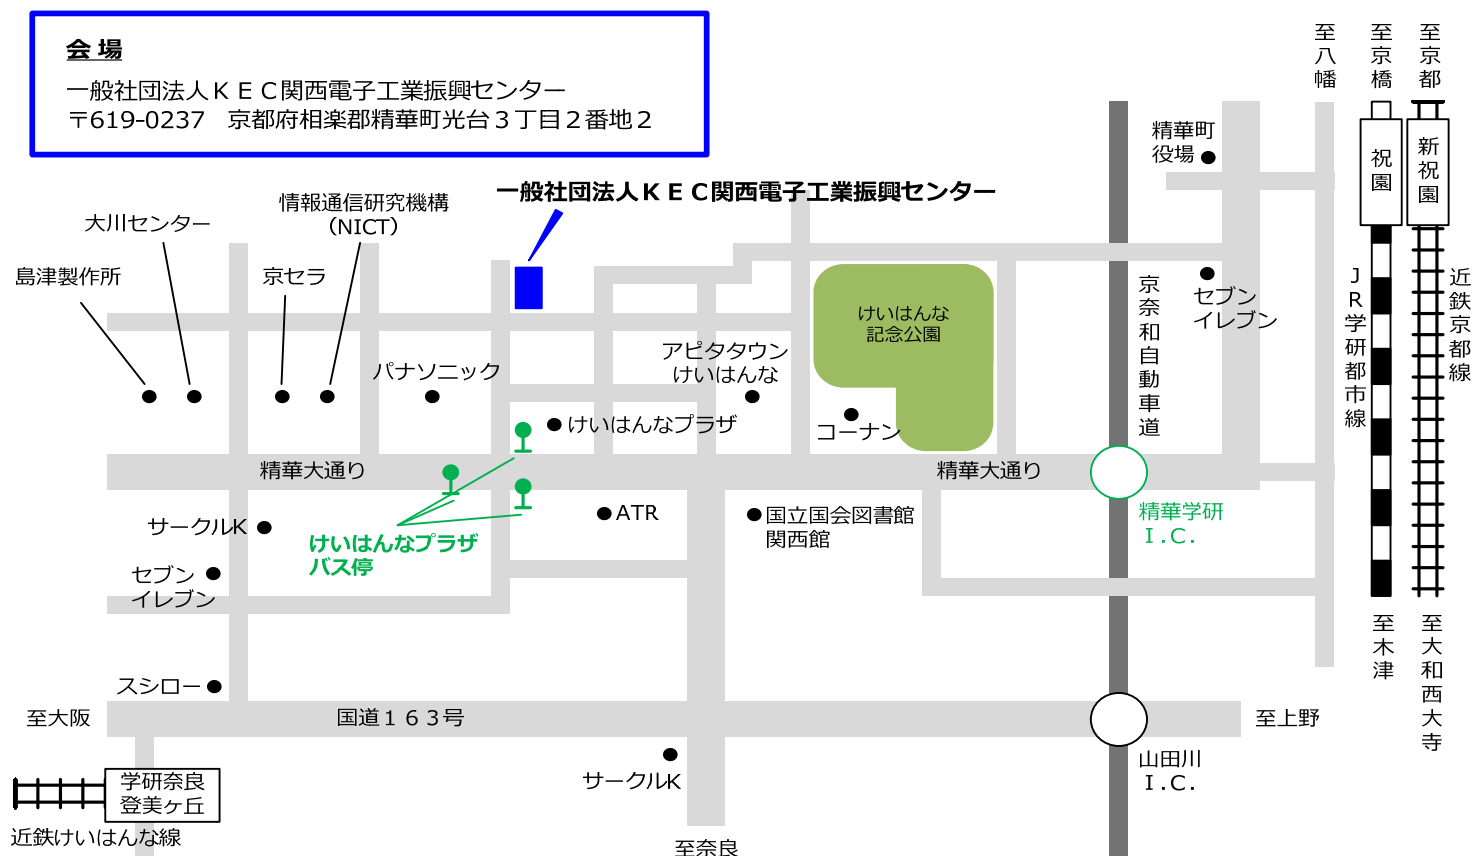 会 場
一般社団法人ＫＥＣ関西電子工業振興センター
〒619-0237　京都府相楽郡精華町光台３丁目２番地２
至八幡
至京橋
至京都
精華町
役場
祝園
新祝園
一般社団法人ＫＥＣ関西電子工業振興センター
情報通信研究機構
（NICT）
大川センター
島津製作所
京セラ
けいはんな
記念公園
京奈和自動車道
セブン
イレブン
ＪＲ学研都市線
近鉄京都線
パナソニック
アピタタウン
けいはんな
けいはんなプラザ
コーナン
精華大通り
精華大通り
サークルK
ATR
国立国会図書館
関西館
精華学研
Ｉ.Ｃ.
けいはんなプラザ
バス停
セブン
イレブン
至木津
至大和西大寺
スシロー
至大阪
国道１６３号
至上野
サークルK
山田川
Ｉ.Ｃ.
学研奈良
登美ヶ丘
近鉄けいはんな線
至奈良